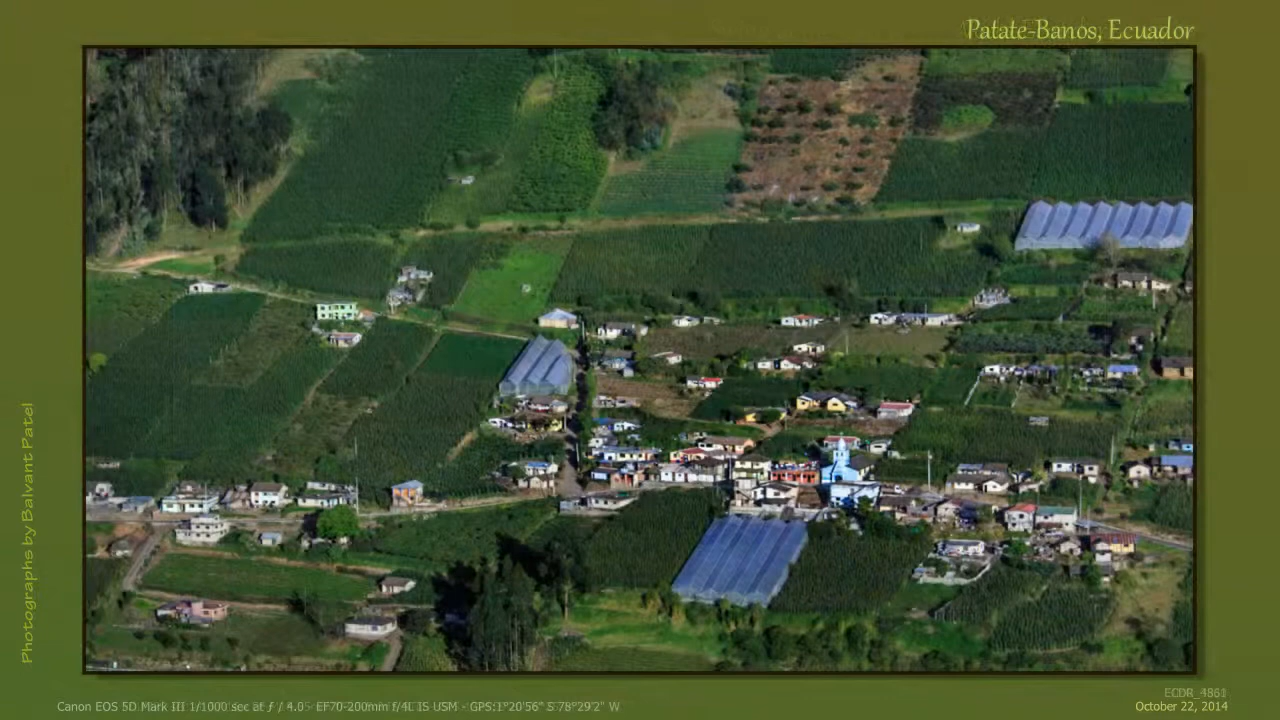 Patate-Banos, Ecuador
Photographs by Balvant Patel
ECDR_4861
Canon EOS 5D Mark III 1/1000 sec at ƒ / 4.0 EF70-200mm f/4L IS USM - GPS:1°20'56" S 78°29'2" W
October 22, 2014